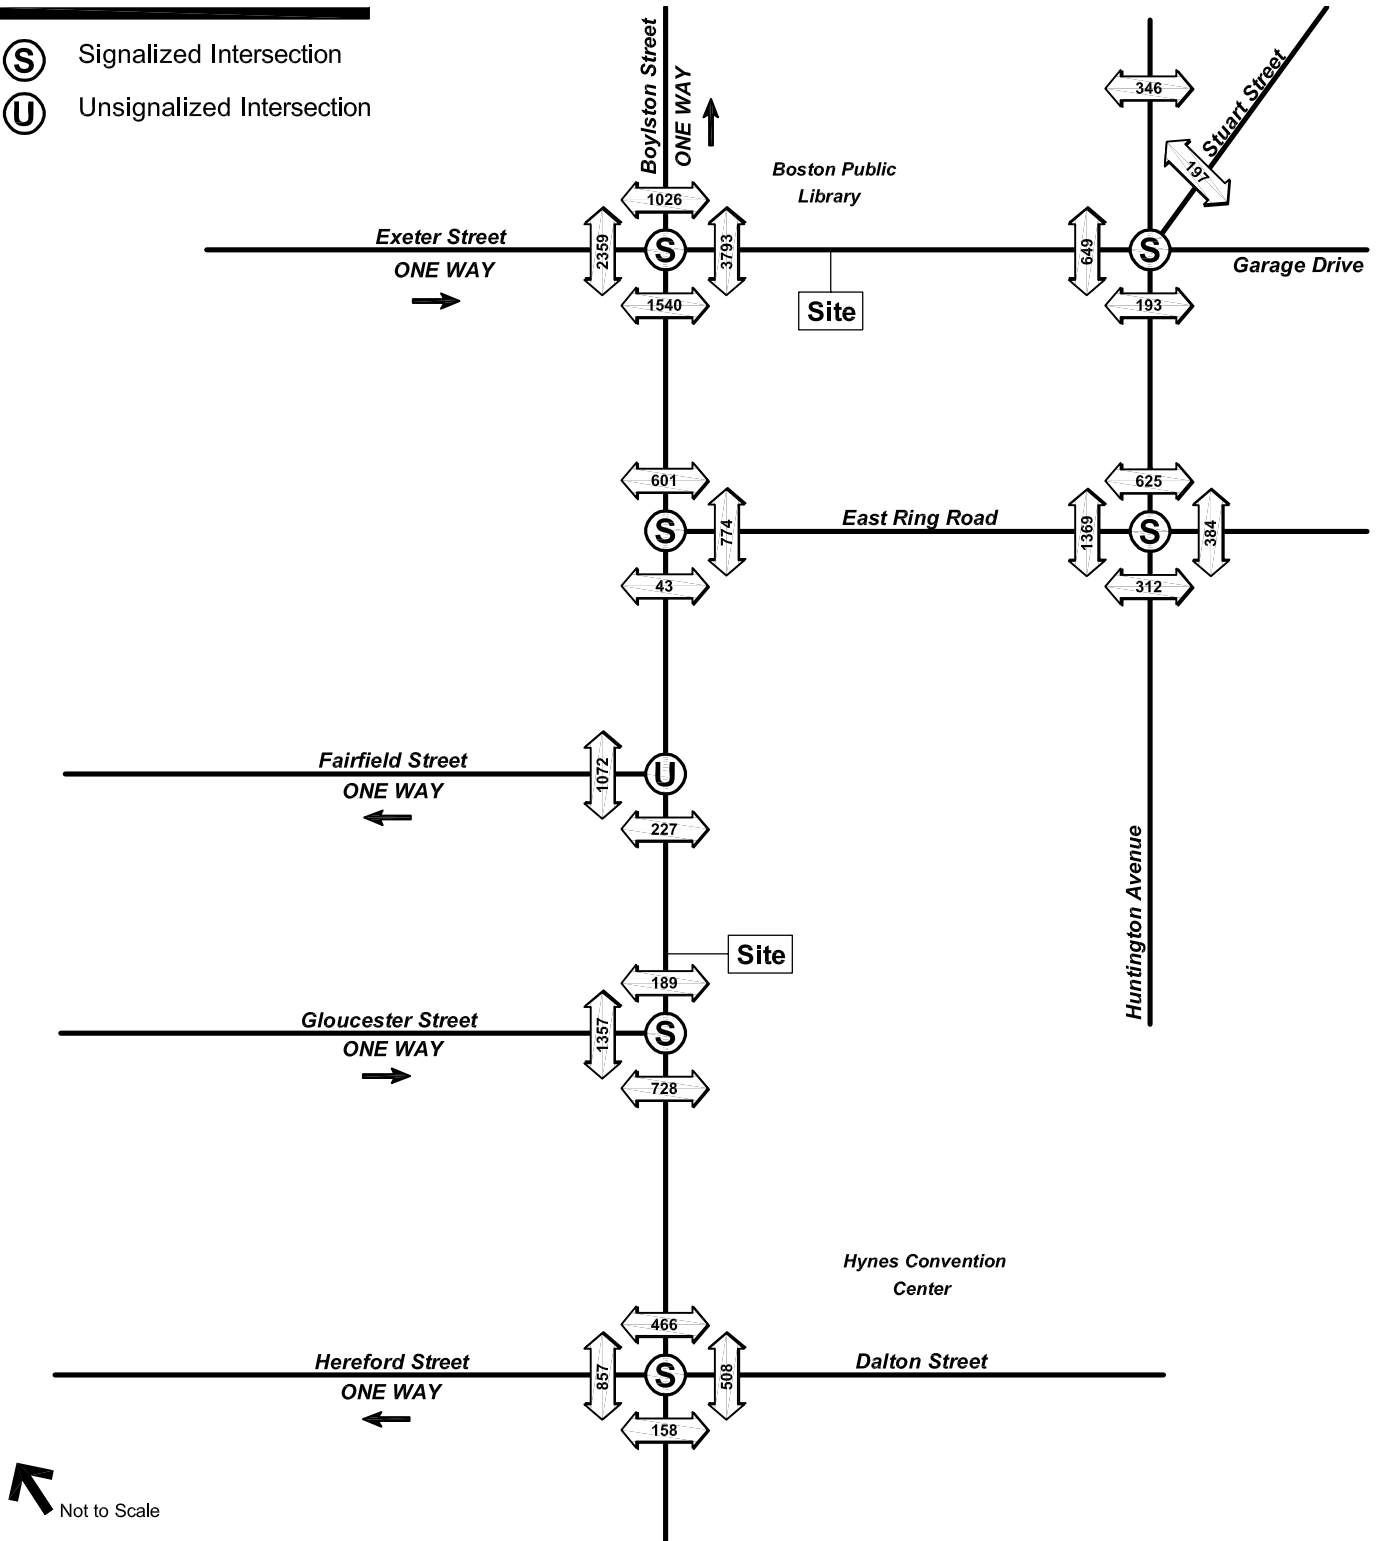 S Signalized Intersection
U Unsignalized Intersection
Boylston Street
ONE WAY
346
Stuart Street
197
Boston Public
Library
1026
Exeter Street
ONE WAY
2359
S
3793
1540
Site
649
S
193
Garage Drive
601
S
774
43
East Ring Road
625
1369
S
384
312
Fairfield Street
ONE WAY
1072
U
227
Huntington Avenue
Site
189
Gloucester Street
ONE WAY
1357
S
728
Hynes Convention
Center
466
Hereford Street
ONE WAY
857
S
508
158
Dalton Street
Not to Scale